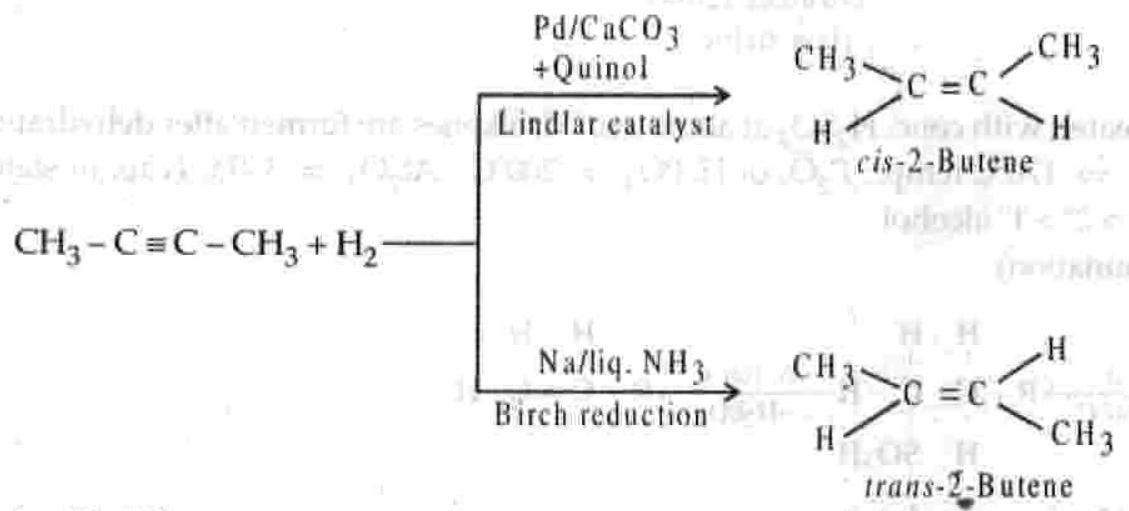 Pd/CaCO₃
+Quinol
Lindlar catalyst
CH₃ CH₃
C = C
H H
cis-2-Butene
CH₃ – C ≡ C – CH₃ + H₂
Na/liq. NH₃
Birch reduction
CH₃ H
C = C
H CH₃
trans-2-Butene